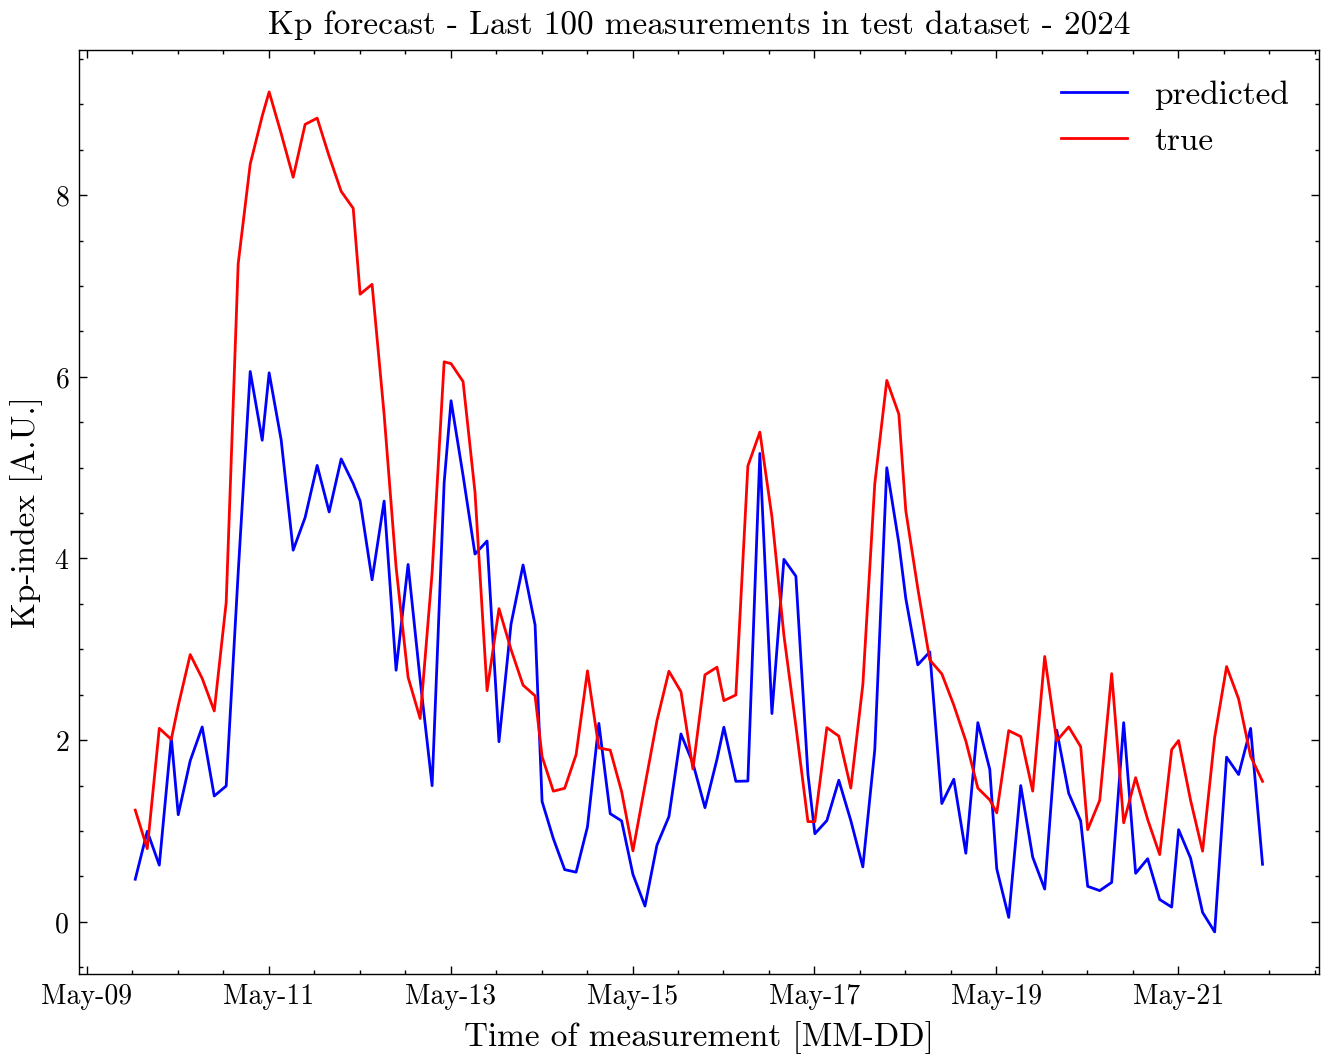 Kp forecast - Last 100 measurements in test dataset - 2024
predicted
true
8
6
4
2
0
Kp-index [A.U.]
May-09 May-11 May-13 May-15 May-17 May-19 May-21
Time of measurement [MM-DD]